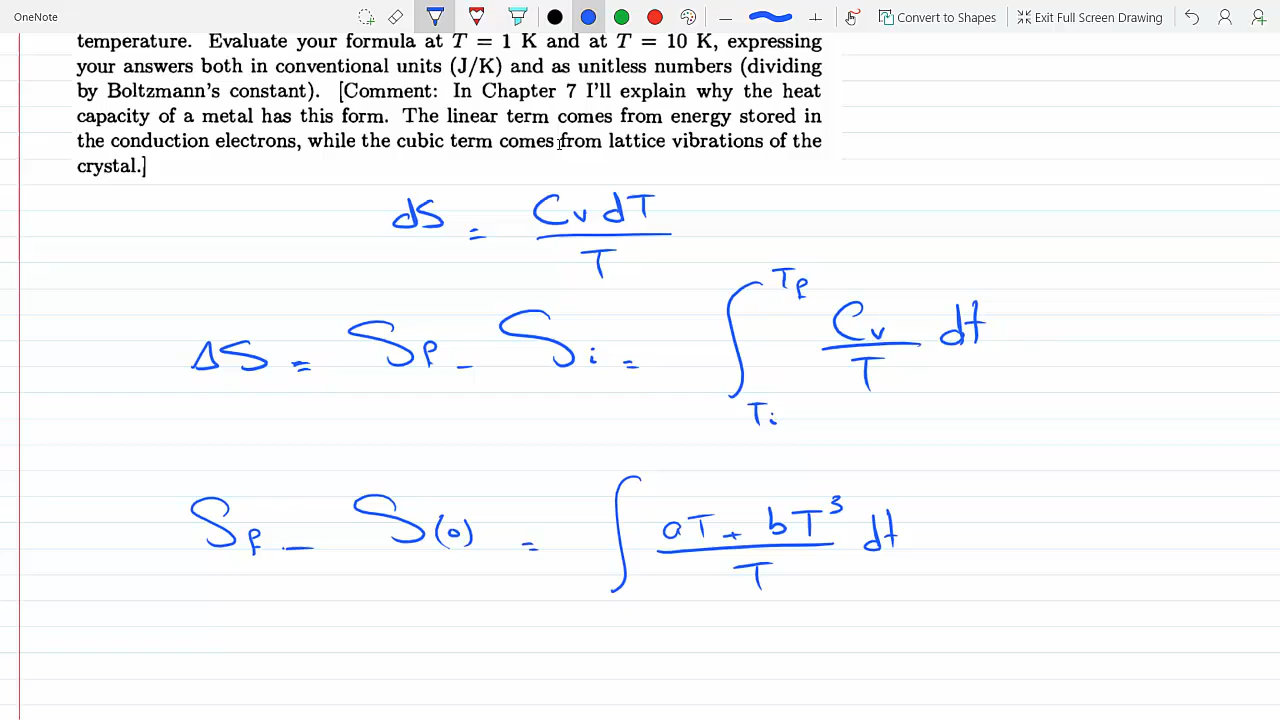 OneNote
Convert to Shapes
Exit Full Screen Drawing
temperature. Evaluate your formula at T = 1 K and at T = 10 K, expressing
your answers both in conventional units (J/K) and as unitless numbers (dividing
by Boltzmann's constant). [Comment: In Chapter 7 I'll explain why the heat
capacity of a metal has this form. The linear term comes from energy stored in
the conduction electrons, while the cubic term comes from lattice vibrations of the
crystal.]
dS = Cv dT / T
ΔS = Sf - Si = ∫_Ti^Tf Cv / T dt
Sf - S(0) = ∫ aT + bT³ / T dt